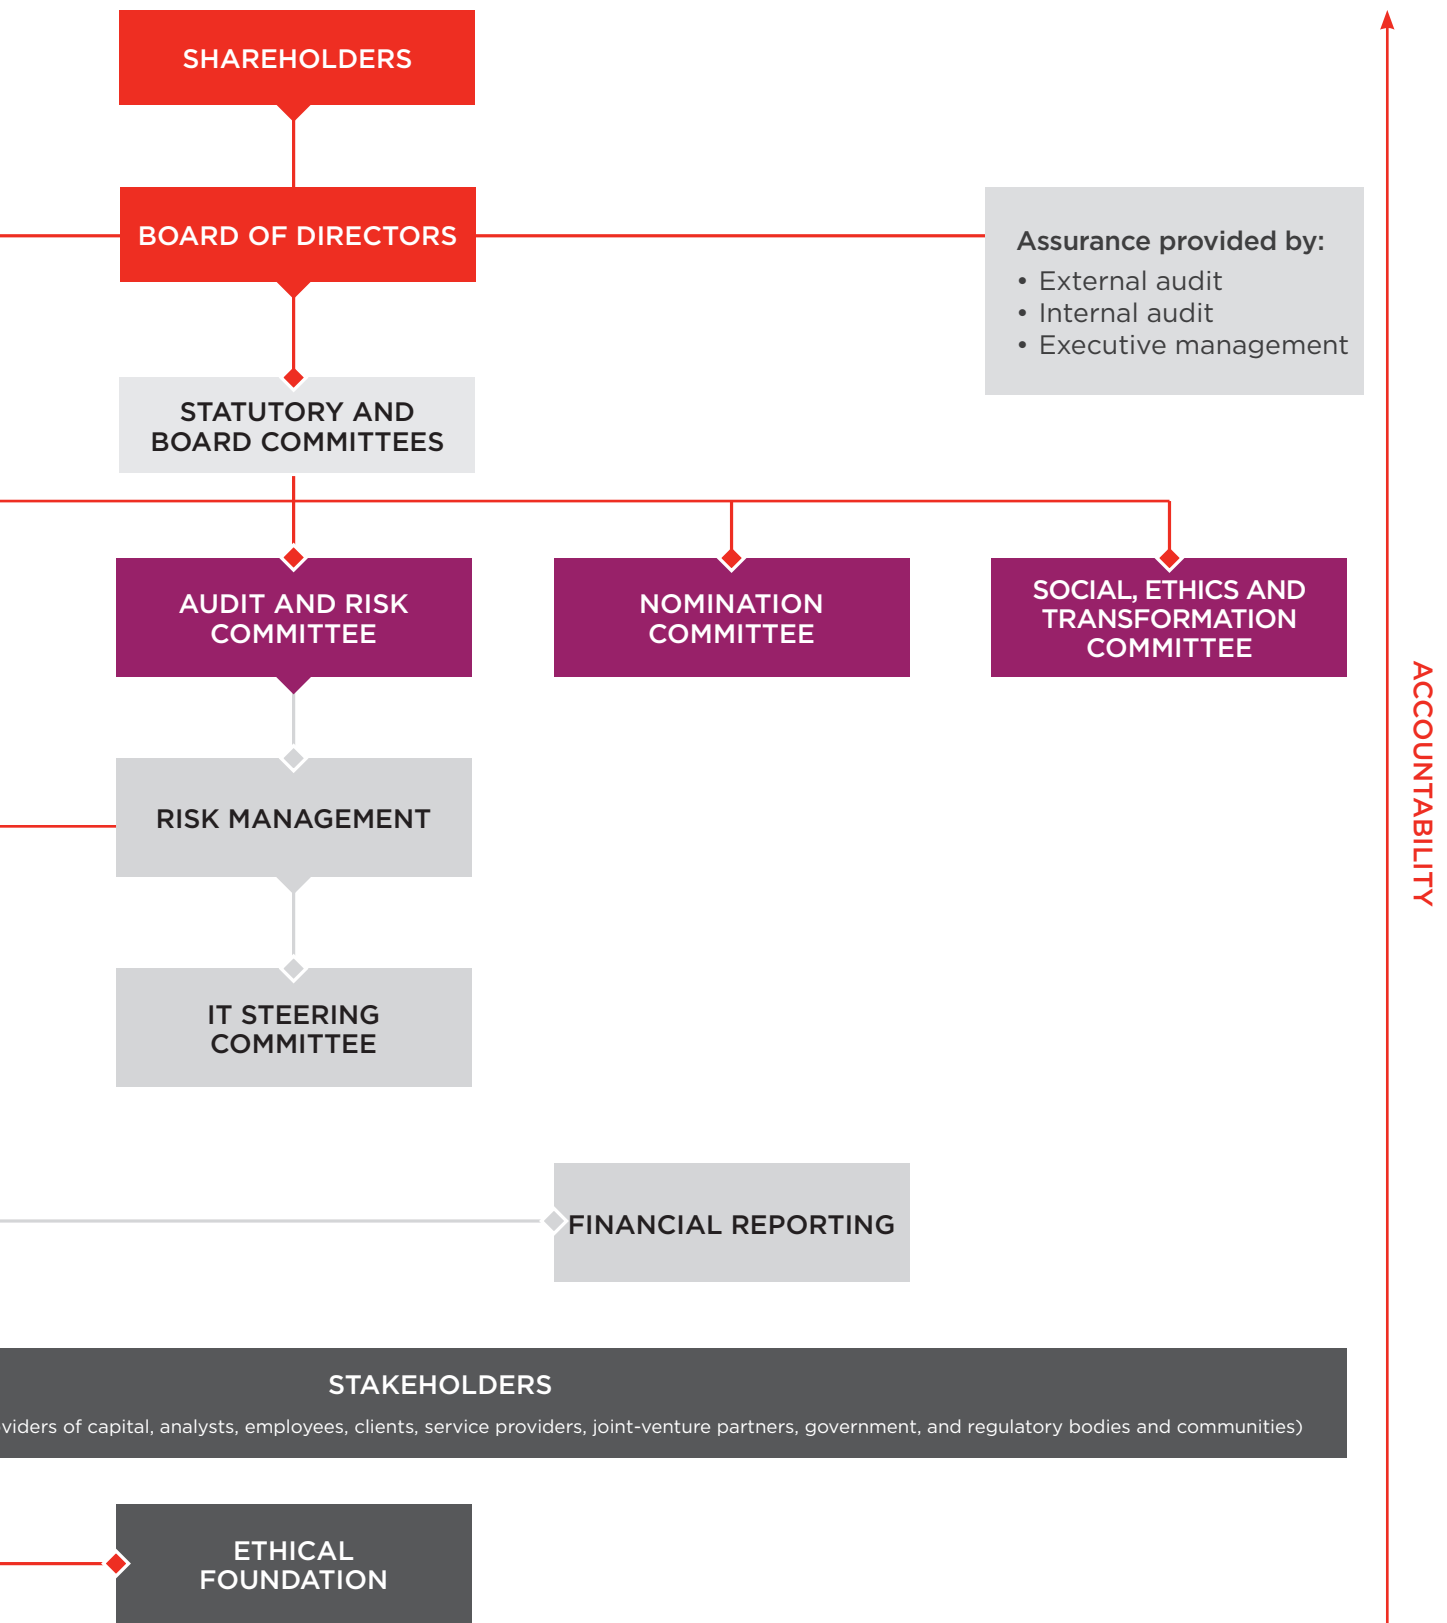 SHAREHOLDERS
BOARD OF DIRECTORS
Assurance provided by:
• External audit
• Internal audit
• Executive management
STATUTORY AND
BOARD COMMITTEES
AUDIT AND RISK
COMMITTEE
NOMINATION
COMMITTEE
SOCIAL, ETHICS AND
TRANSFORMATION
COMMITTEE
ACCOUNTABILITY
RISK MANAGEMENT
IT STEERING
COMMITTEE
FINANCIAL REPORTING
STAKEHOLDERS
of capital, analysts, employees, clients, service providers, joint-venture partners, government, and regulatory bodies and communities)
ETHICAL
FOUNDATION